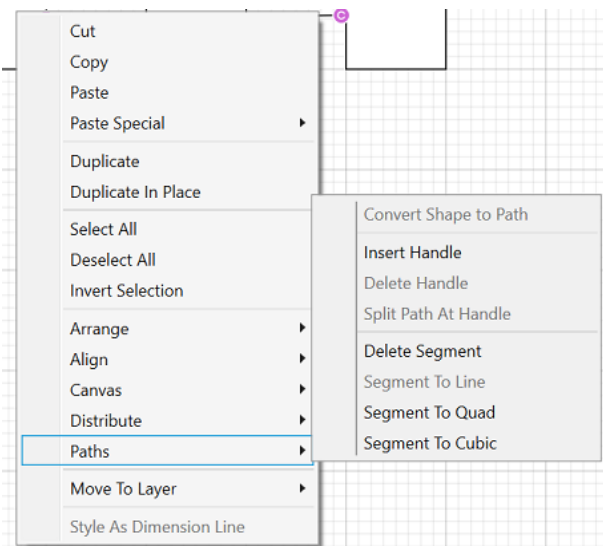 C
Cut
Copy
Paste
Paste Special
Duplicate
Duplicate In Place
Select All
Deselect All
Invert Selection
Arrange
Align
Canvas
Distribute
Paths
Move To Layer
Style As Dimension Line
Convert Shape to Path
Insert Handle
Delete Handle
Split Path At Handle
Delete Segment
Segment To Line
Segment To Quad
Segment To Cubic